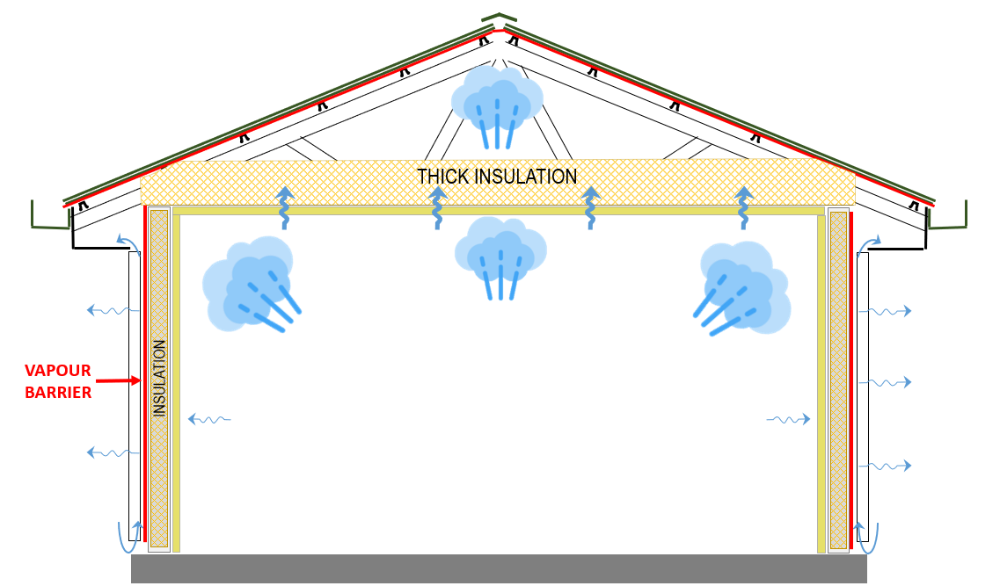 THICK INSULATION
VAPOUR
BARRIER
INSULATION